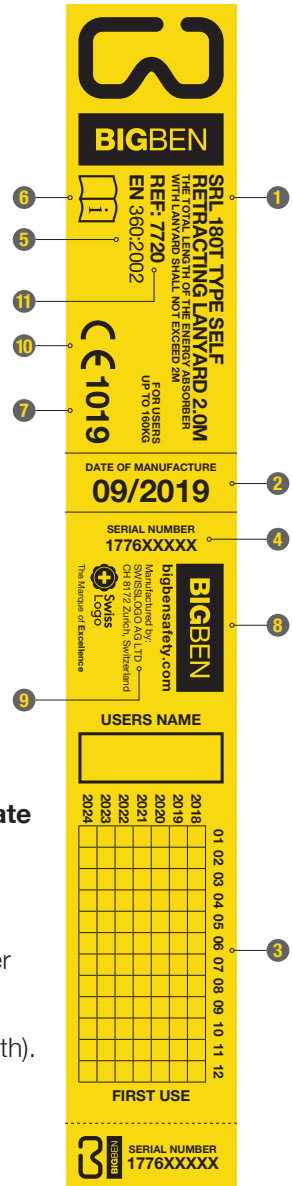 BIGBEN
SRL 180T TYPE SELF
RETRACTING LANYARD 2.0M
THE TOTAL LENGTH OF THE ENERGY ABSORBER
WITH LANYARD SHALL NOT EXCEED 2M
REF: 7720
EN 360:2002
i
FOR USERS
UP TO 160KG
CE 1019
1
6
5
11
10
7
DATE OF MANUFACTURE
09/2019
2
SERIAL NUMBER
1776XXXXX
4
BIGBEN
bigbensafety.com
Manufactured by:
SWISSLOGO AG LTD
CH 8172 Zurich, Switzerland
Swiss
Logo
The Marque of Excellence
8
9
USERS NAME
2018
2019
2020
2021
2022
2023
2024
01 02 03 04 05 06 07 08 09 10 11 12
3
FIRST USE
BIGBEN
SERIAL NUMBER
1776XXXXX
ate
er
th).